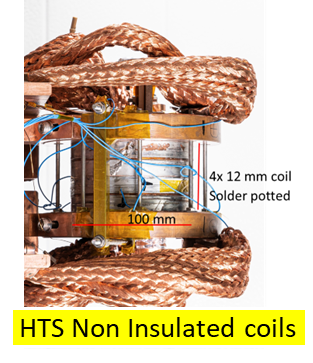 4x 12 mm coil
Solder potted
100 mm
HTS Non Insulated coils